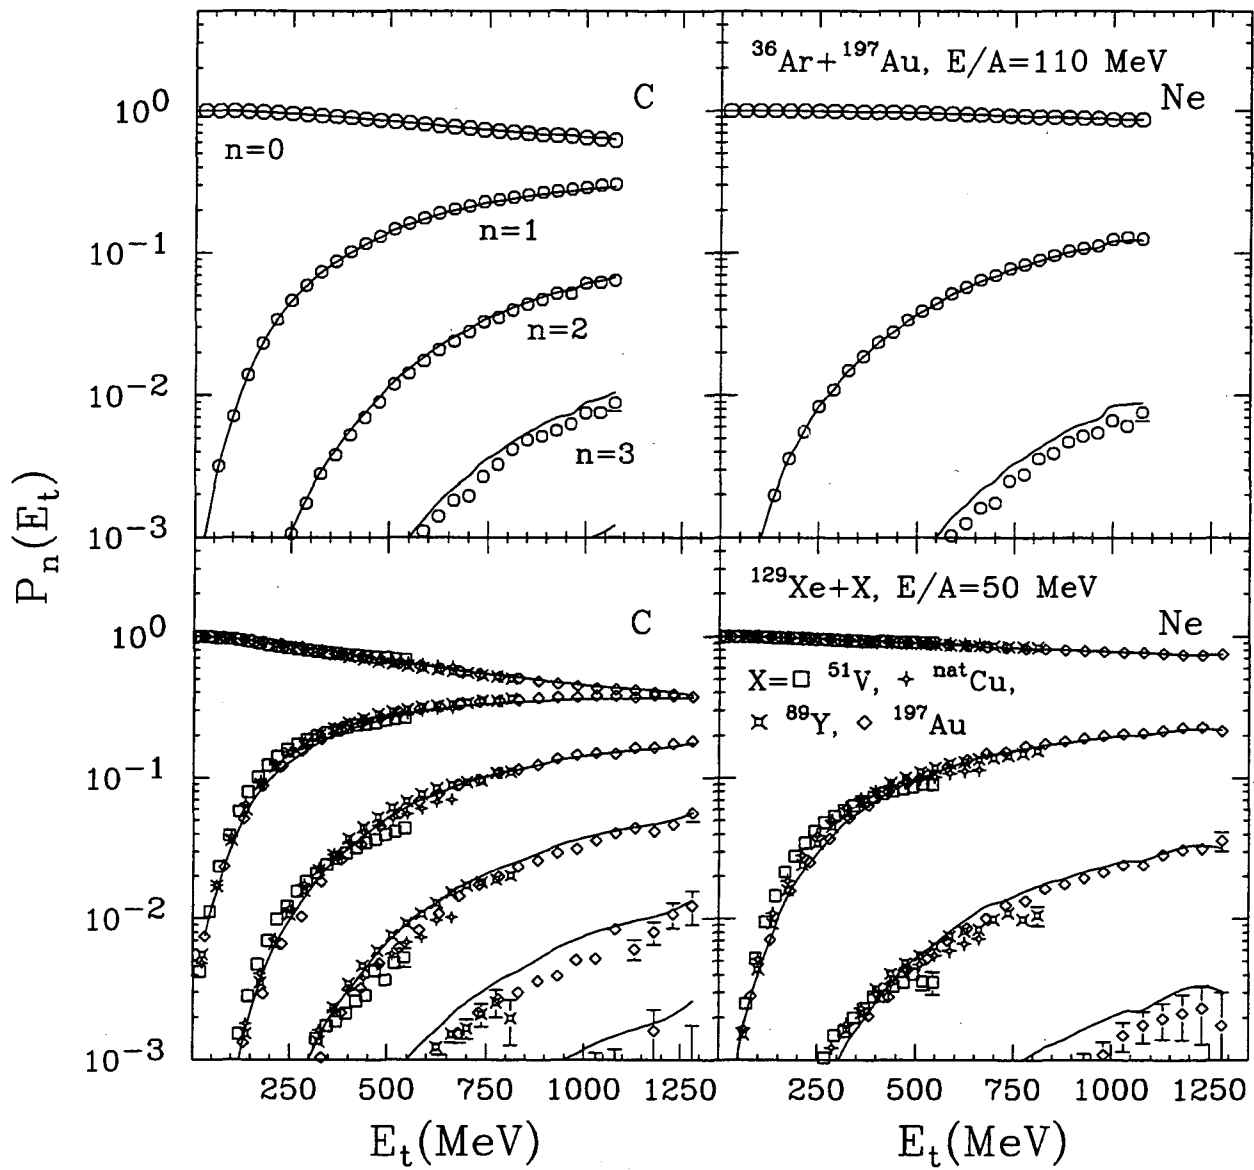 ³⁶Ar+¹⁹⁷Au, E/A=110 MeV
C
Ne
10⁰
n=0
n=1
10⁻¹
n=2
10⁻²
n=3
10⁻³
Pₙ(Eₜ)
¹²⁹Xe+X, E/A=50 MeV
C
Ne
10⁰
X=□ ⁵¹V, ✧ ⁿᵃᵗCu,
¤ ⁸⁹Y, ◇ ¹⁹⁷Au
10⁻¹
10⁻²
10⁻³
250 500 750 1000 1250
250 500 750 1000 1250
Eₜ(MeV)
Eₜ(MeV)